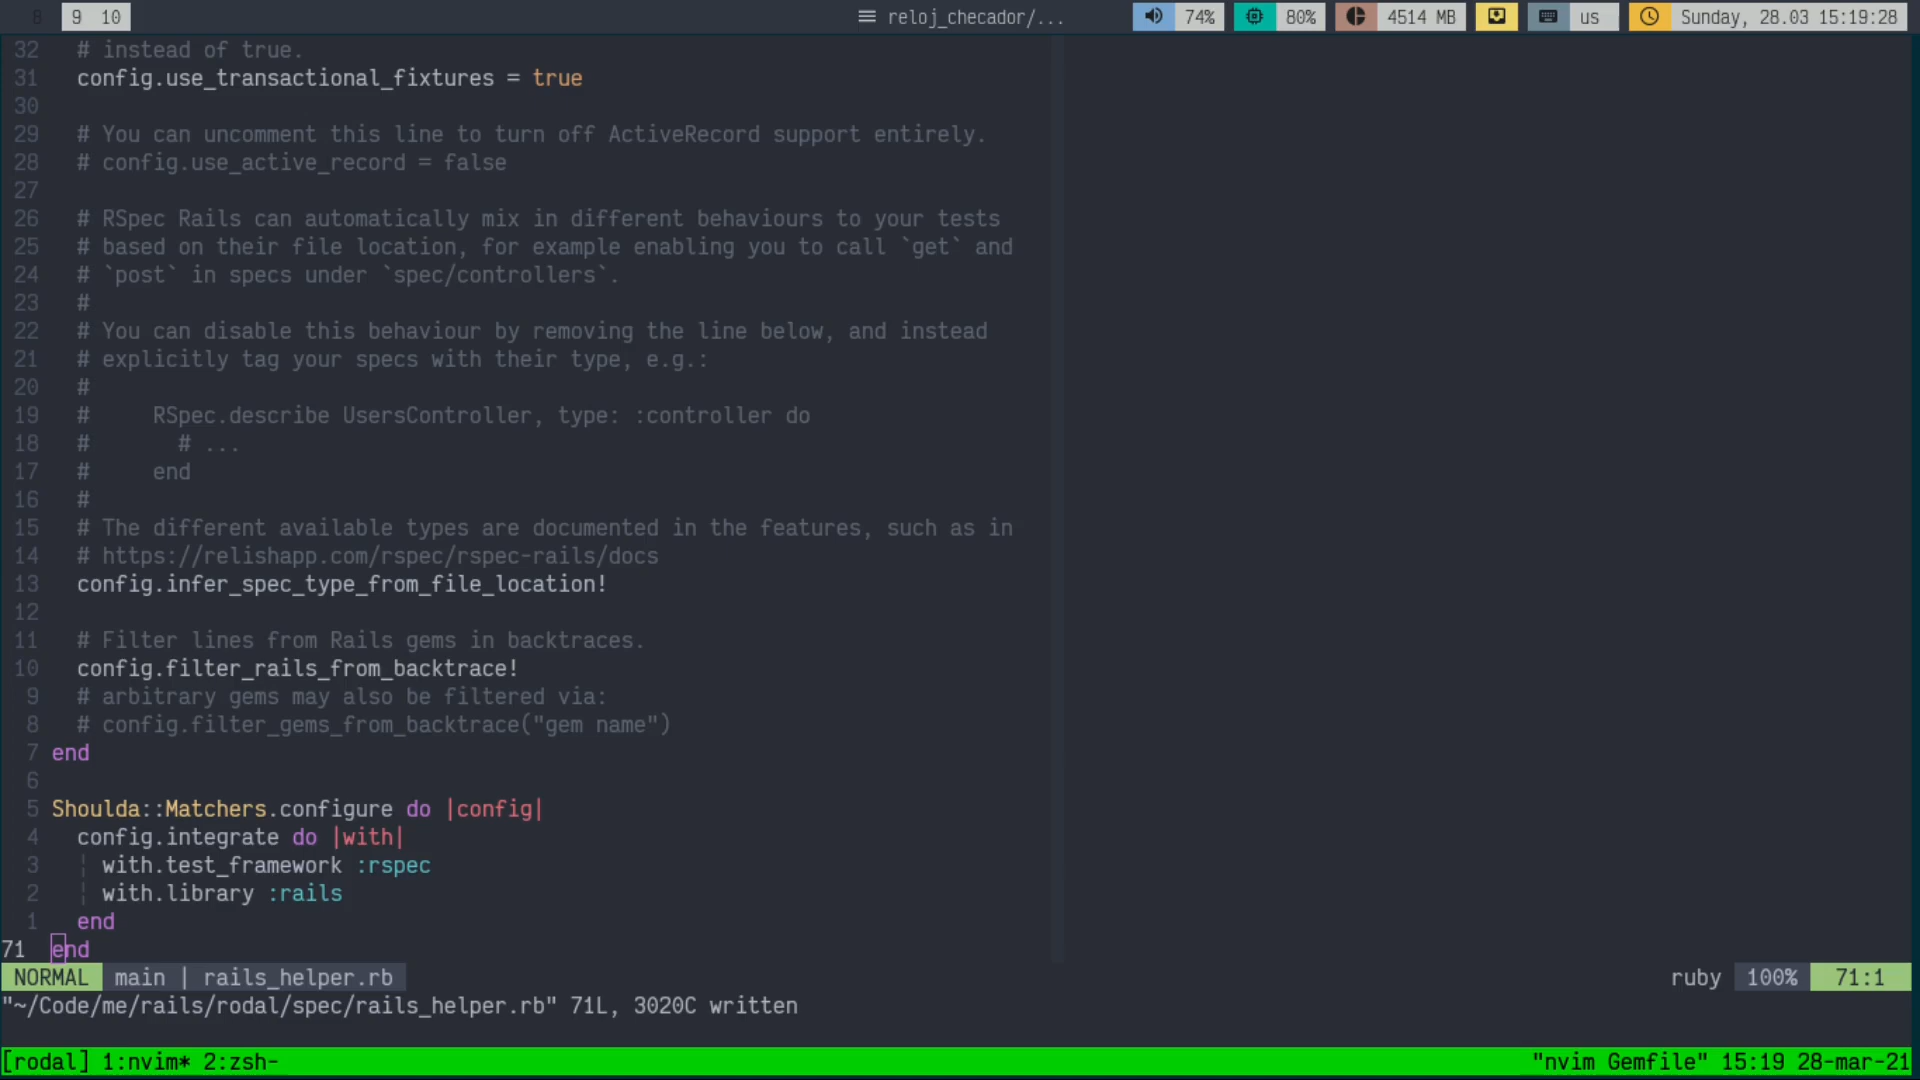 8 9 10 reloj_checador/... 74% 80% 4514 MB us Sunday, 28.03 15:19:28
32 # instead of true.
31 config.use_transactional_fixtures = true
30
29 # You can uncomment this line to turn off ActiveRecord support entirely.
28 # config.use_active_record = false
27
26 # RSpec Rails can automatically mix in different behaviours to your tests
25 # based on their file location, for example enabling you to call `get` and
24 # `post` in specs under `spec/controllers`.
23 #
22 # You can disable this behaviour by removing the line below, and instead
21 # explicitly tag your specs with their type, e.g.:
20 #
19 #     RSpec.describe UsersController, type: :controller do
18 #       # ...
17 #     end
16 #
15 # The different available types are documented in the features, such as in
14 # https://relishapp.com/rspec/rspec-rails/docs
13 config.infer_spec_type_from_file_location!
12
11 # Filter lines from Rails gems in backtraces.
10 config.filter_rails_from_backtrace!
9 # arbitrary gems may also be filtered via:
8 # config.filter_gems_from_backtrace("gem name")
7 end
6
5 Shoulda::Matchers.configure do |config|
4 config.integrate do |with|
3 with.test_framework :rspec
2 with.library :rails
1 end
71 end
NORMAL main | rails_helper.rb ruby 100% 71:1
"~/Code/me/rails/rodal/spec/rails_helper.rb" 71L, 3020C written
[rodal] 1:nvim* 2:zsh- "nvim Gemfile" 15:19 28-mar-21